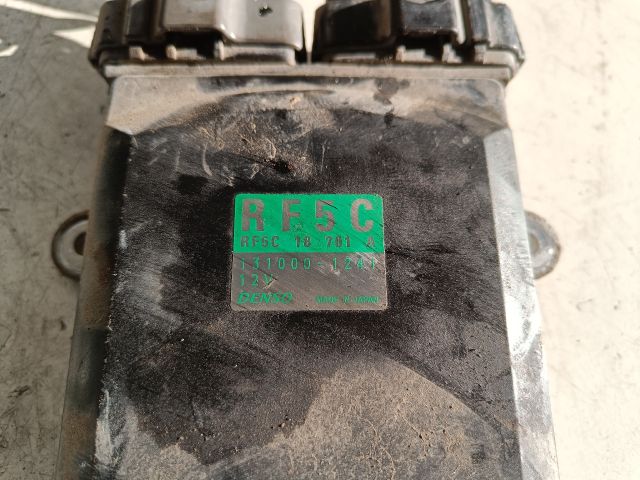 RF5C
RF5C 18 701 A
131000-1241
12V
DENSO MADE IN JAPAN